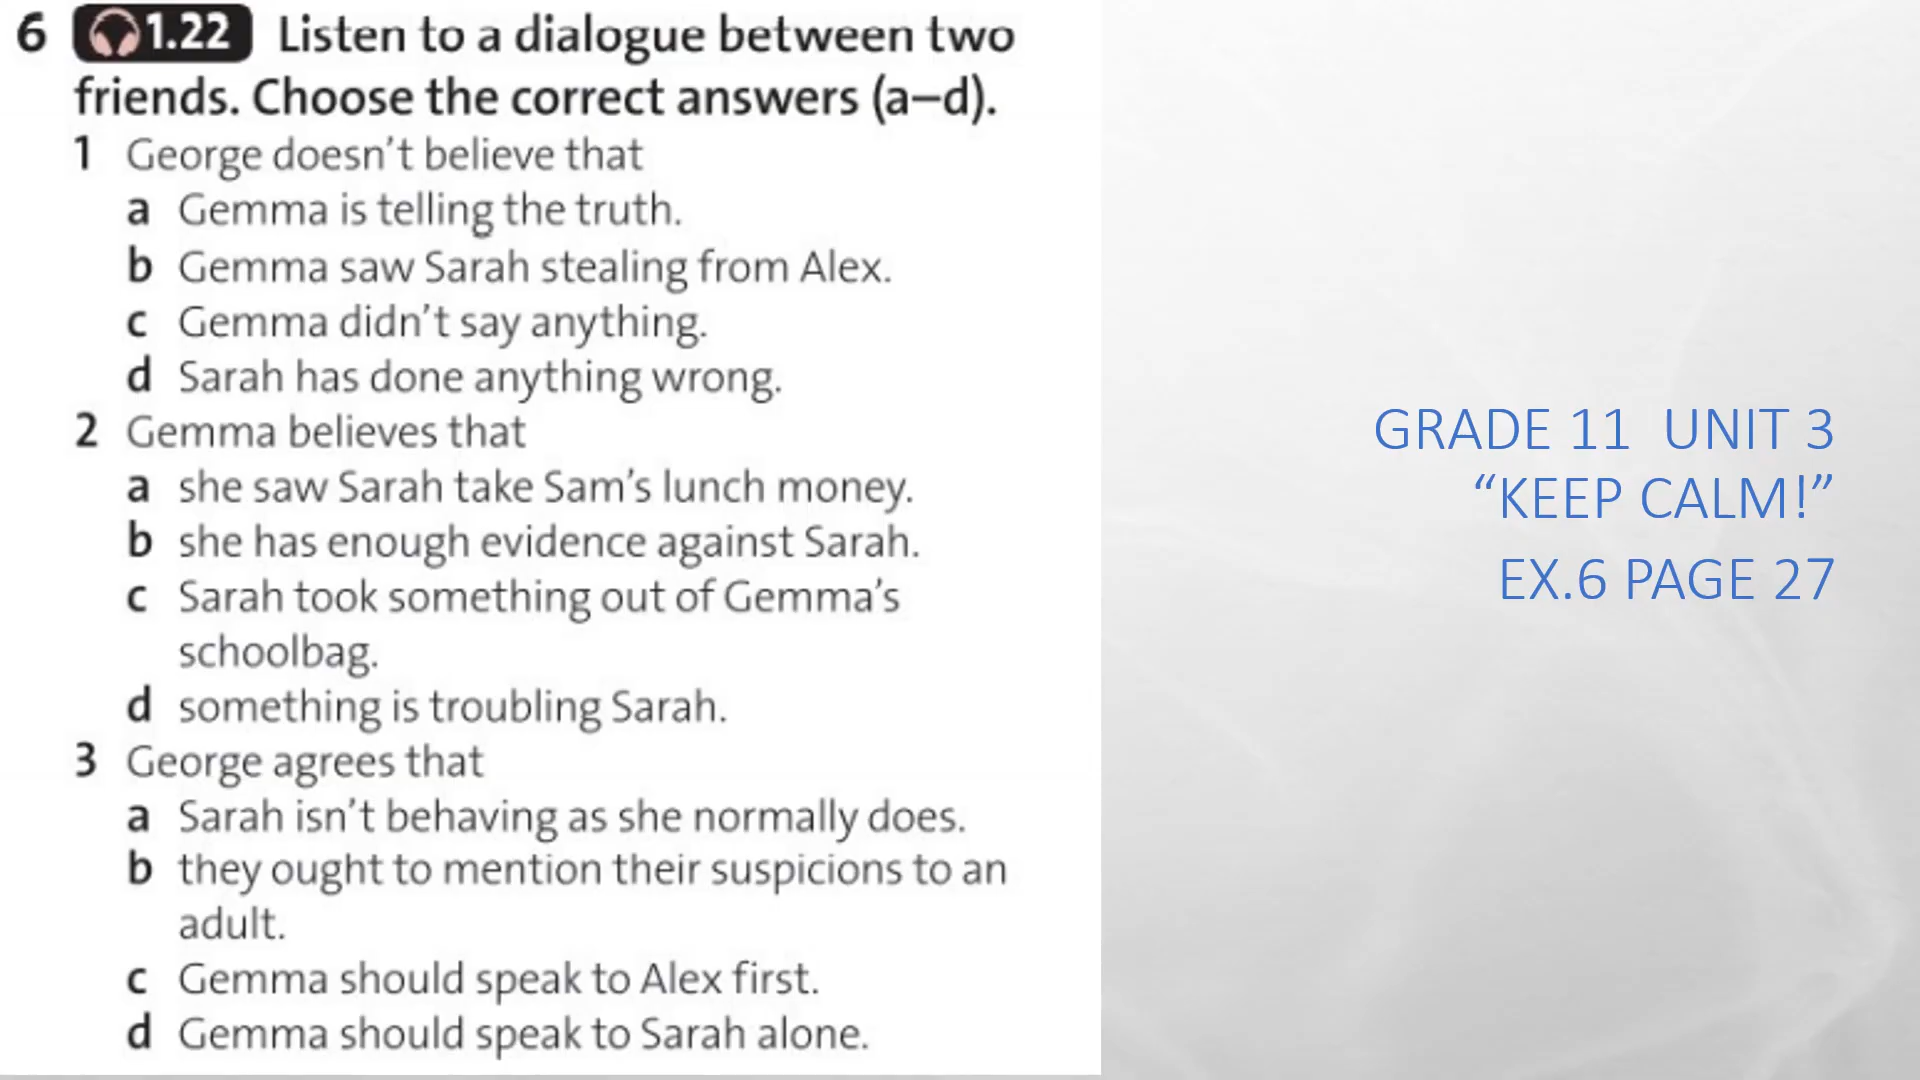 6 1.22 Listen to a dialogue between two
friends. Choose the correct answers (a–d).
1 George doesn’t believe that
a Gemma is telling the truth.
b Gemma saw Sarah stealing from Alex.
c Gemma didn’t say anything.
d Sarah has done anything wrong.
2 Gemma believes that
a she saw Sarah take Sam’s lunch money.
b she has enough evidence against Sarah.
c Sarah took something out of Gemma’s
schoolbag.
d something is troubling Sarah.
3 George agrees that
a Sarah isn’t behaving as she normally does.
b they ought to mention their suspicions to an
adult.
c Gemma should speak to Alex first.
d Gemma should speak to Sarah alone.
GRADE 11 UNIT 3
“KEEP CALM!”
EX.6 PAGE 27